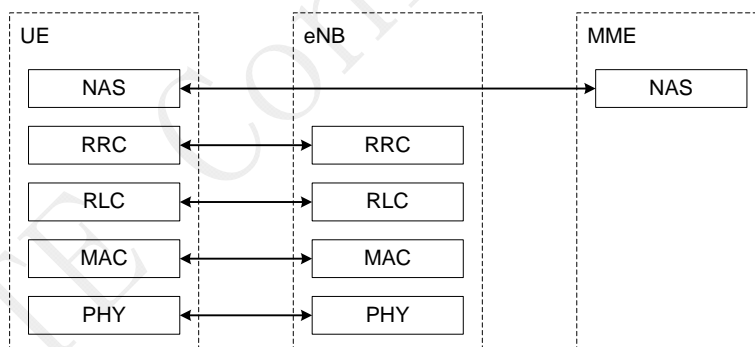 UE eNB MME
NAS NAS
RRC RRC
RLC RLC
MAC MAC
PHY PHY